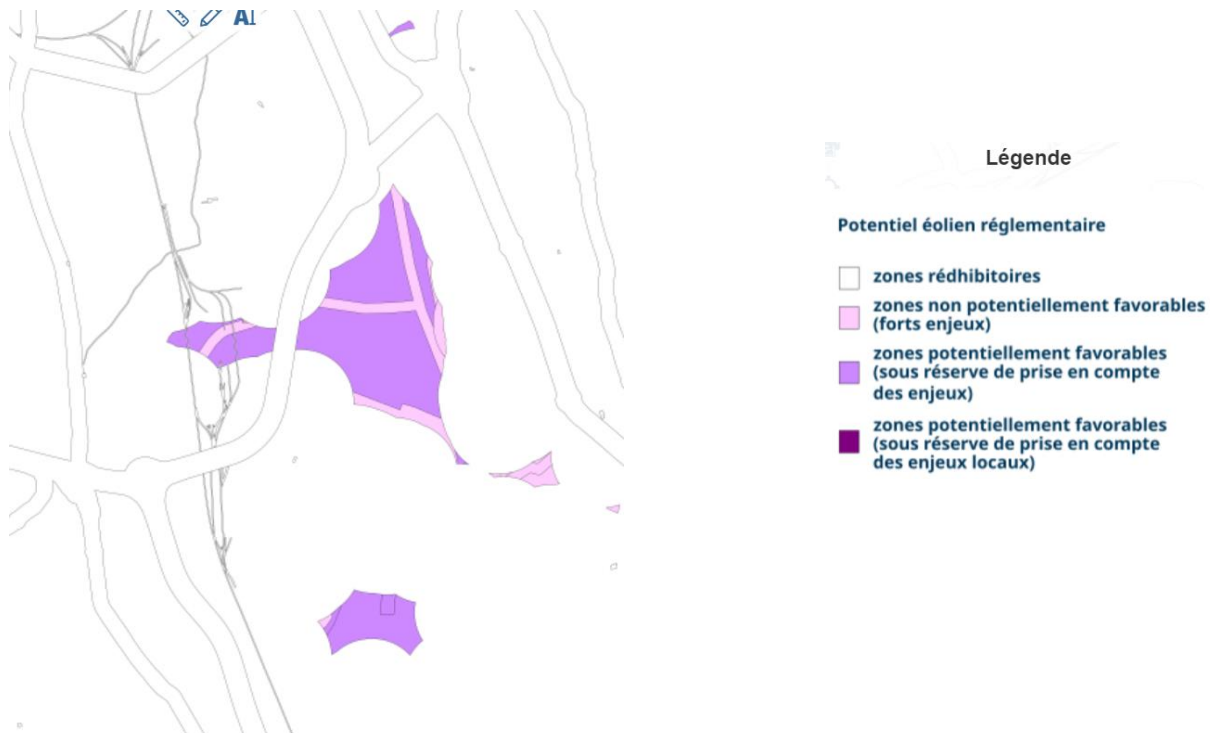 AI
Légende
Potentiel éolien réglementaire
zones rédhibitoires
zones non potentiellement favorables
(forts enjeux)
zones potentiellement favorables
(sous réserve de prise en compte
des enjeux)
zones potentiellement favorables
(sous réserve de prise en compte
des enjeux locaux)